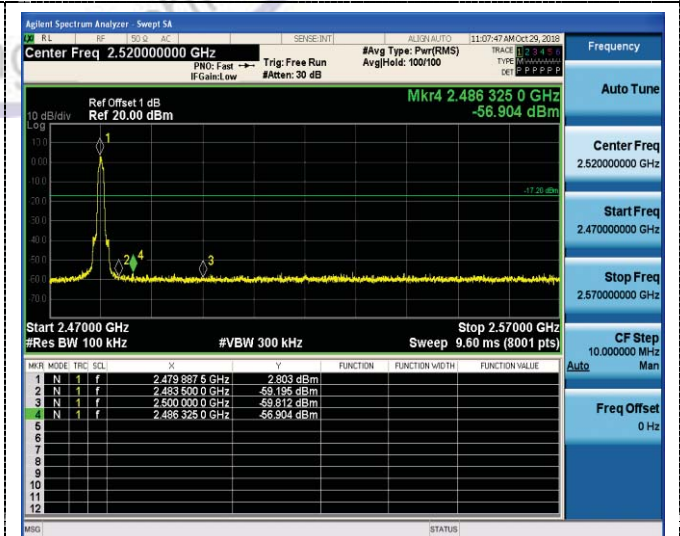 Agilent Spectrum Analyzer - Swept SA
RL RF 50 Ω AC SENSE:INT ALIGN AUTO 11:07:47 AM Oct 29, 2018
Center Freq 2.520000000 GHz
PNO: Fast Trig: Free Run
IFGain:Low #Atten: 30 dB
#Avg Type: Pwr(RMS)
Avg|Hold: 100/100
TRACE 1 2 3 4 5 6
TYPE M
DET P P P P P P
Mkr4 2.486 325 0 GHz
-56.904 dBm
Ref Offset 1 dB
10 dB/div Ref 20.00 dBm
Log
10.0
0.00
-10.0
-20.0
-30.0
-40.0
-50.0
-60.0
-70.0
1
2
4
3
-17.20 dBm
Start 2.47000 GHz Stop 2.57000 GHz
#Res BW 100 kHz #VBW 300 kHz Sweep 9.60 ms (8001 pts)
MKR MODE TRC SCL X Y FUNCTION FUNCTION WIDTH FUNCTION VALUE
1 N 1 f 2.479 887 5 GHz 2.803 dBm
2 N 1 f 2.483 500 0 GHz -59.195 dBm
3 N 1 f 2.500 000 0 GHz -59.812 dBm
4 N 1 f 2.486 325 0 GHz -56.904 dBm
5
6
7
8
9
10
11
12
MSG STATUS
Frequency
Auto Tune
Center Freq
2.520000000 GHz
Start Freq
2.470000000 GHz
Stop Freq
2.570000000 GHz
CF Step
10.000000 MHz
Auto Man
Freq Offset
0 Hz